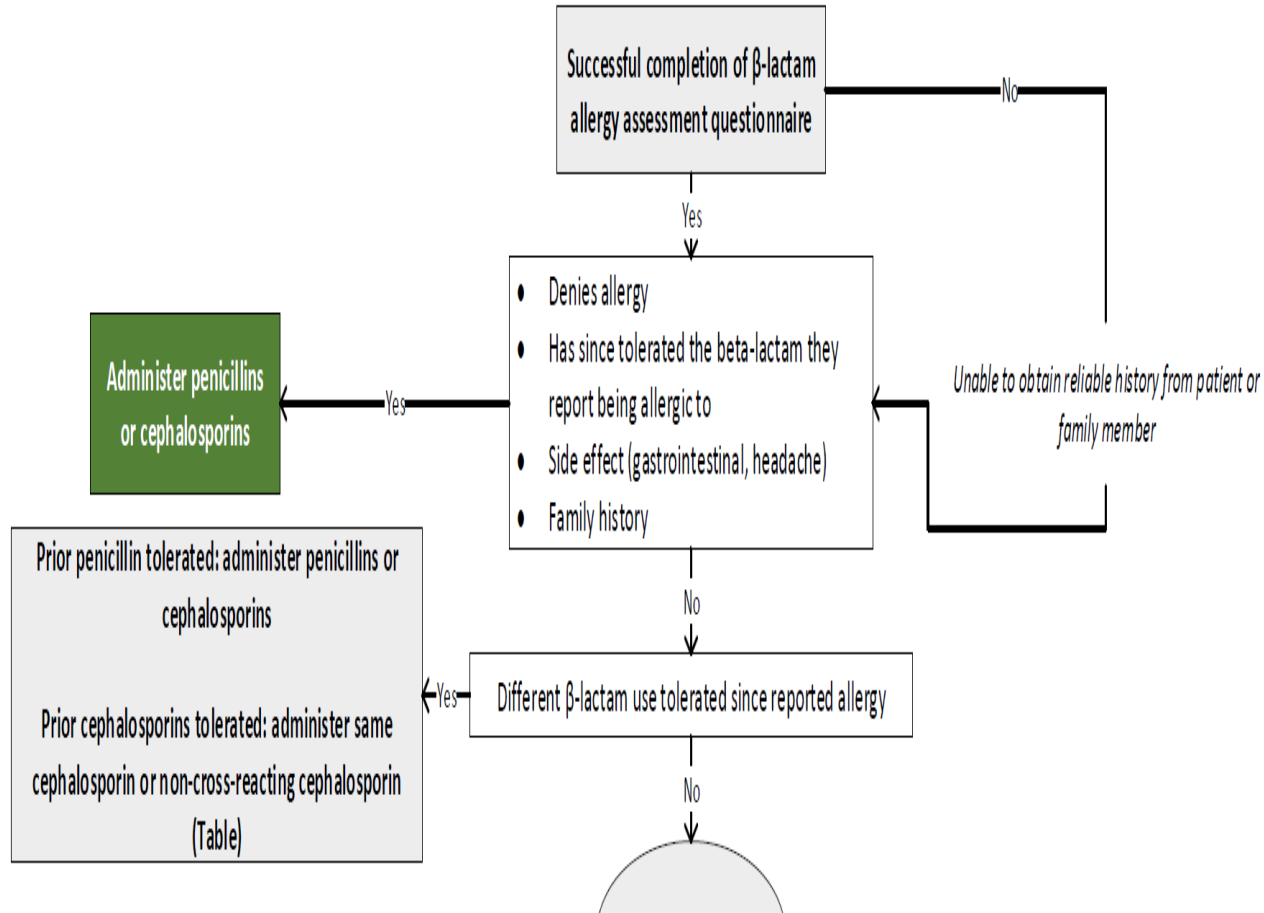 Successful completion of β-lactam
allergy assessment questionnaire
No
Yes
• Denies allergy
• Has since tolerated the beta-lactam they
report being allergic to
• Side effect (gastrointestinal, headache)
• Family history
Unable to obtain reliable history from patient or
family member
Yes
Administer penicillins
or cephalosporins
No
Different β-lactam use tolerated since reported allergy
Yes
Prior penicillin tolerated: administer penicillins or
cephalosporins
Prior cephalosporins tolerated: administer same
cephalosporin or non-cross-reacting cephalosporin
(Table)
No